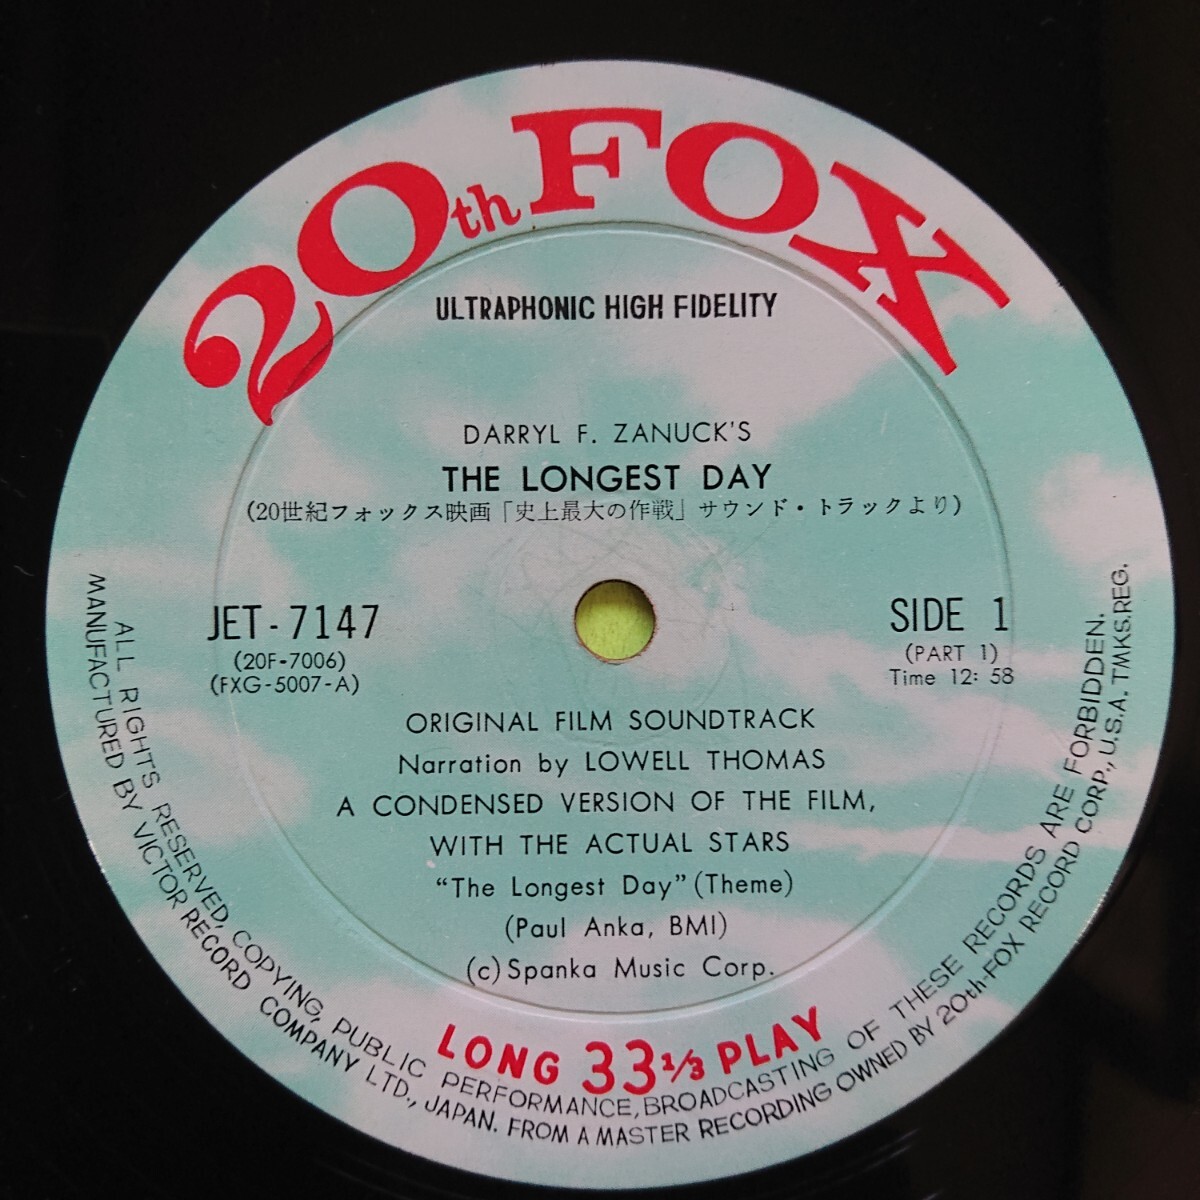 20th FOX
ULTRAPHONIC HIGH FIDELITY
DARRYL F. ZANUCK'S
THE LONGEST DAY
(20世紀フォックス映画「史上最大の作戦」サウンド・トラックより)
JET-7147
(20F-7006)
(FXG-5007-A)
SIDE 1
(PART 1)
Time 12: 58
ORIGINAL FILM SOUNDTRACK
Narration by LOWELL THOMAS
A CONDENSED VERSION OF THE FILM,
WITH THE ACTUAL STARS
“The Longest Day” (Theme)
(Paul Anka, BMI)
(c) Spanka Music Corp.
LONG 33 1/3 PLAY
ALL RIGHTS RESERVED, COPYING, PUBLIC PERFORMANCE, BROADCASTING OF THESE RECORDS ARE FORBIDDEN.
MANUFACTURED BY VICTOR RECORD COMPANY LTD., JAPAN. FROM A MASTER RECORDING OWNED BY 20th-FOX RECORD CORP., U.S.A. TMKS.REG.